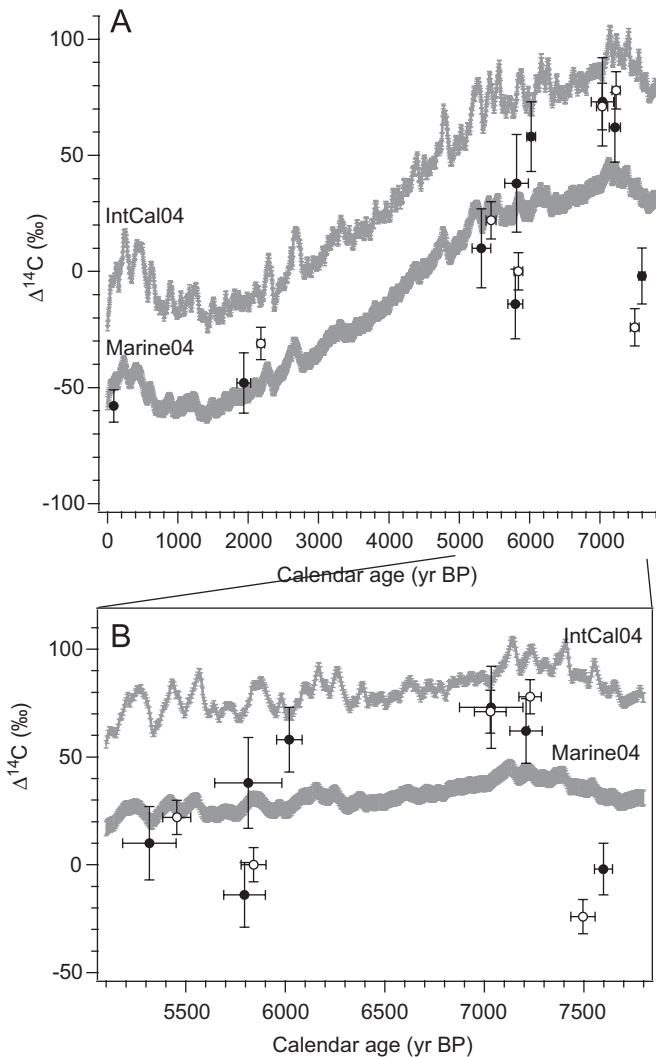 A
100
50
0
-50
-100
Δ¹⁴C (‰)
IntCal04
Marine04
0 1000 2000 3000 4000 5000 6000 7000
Calendar age (yr BP)
B
IntCal04
100
50
0
-50
Δ¹⁴C (‰)
Marine04
5500 6000 6500 7000 7500
Calendar age (yr BP)